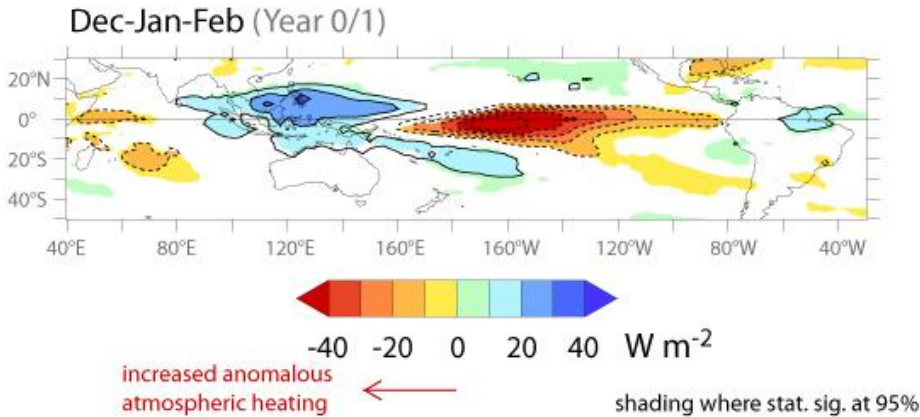 Dec-Jan-Feb (Year 0/1)
20°N
0°
20°S
40°S
40°E 80°E 120°E 160°E 160°W 120°W 80°W 40°W
-40 -20 0 20 40 W m-2
increased anomalous
atmospheric heating
shading where stat. sig. at 95%